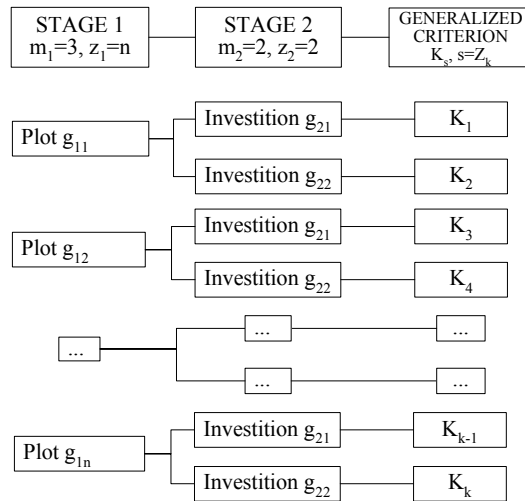 STAGE 1
m₁=3, z₁=n
STAGE 2
m₂=2, z₂=2
GENERALIZED
CRITERION
Kₛ, s=Zₖ
Plot g₁₁
Investition g₂₁
K₁
Investition g₂₂
K₂
Plot g₁₂
Investition g₂₁
K₃
Investition g₂₂
K₄
...
...
...
...
...
Plot g₁ₙ
Investition g₂₁
Kₖ₋₁
Investition g₂₂
Kₖ